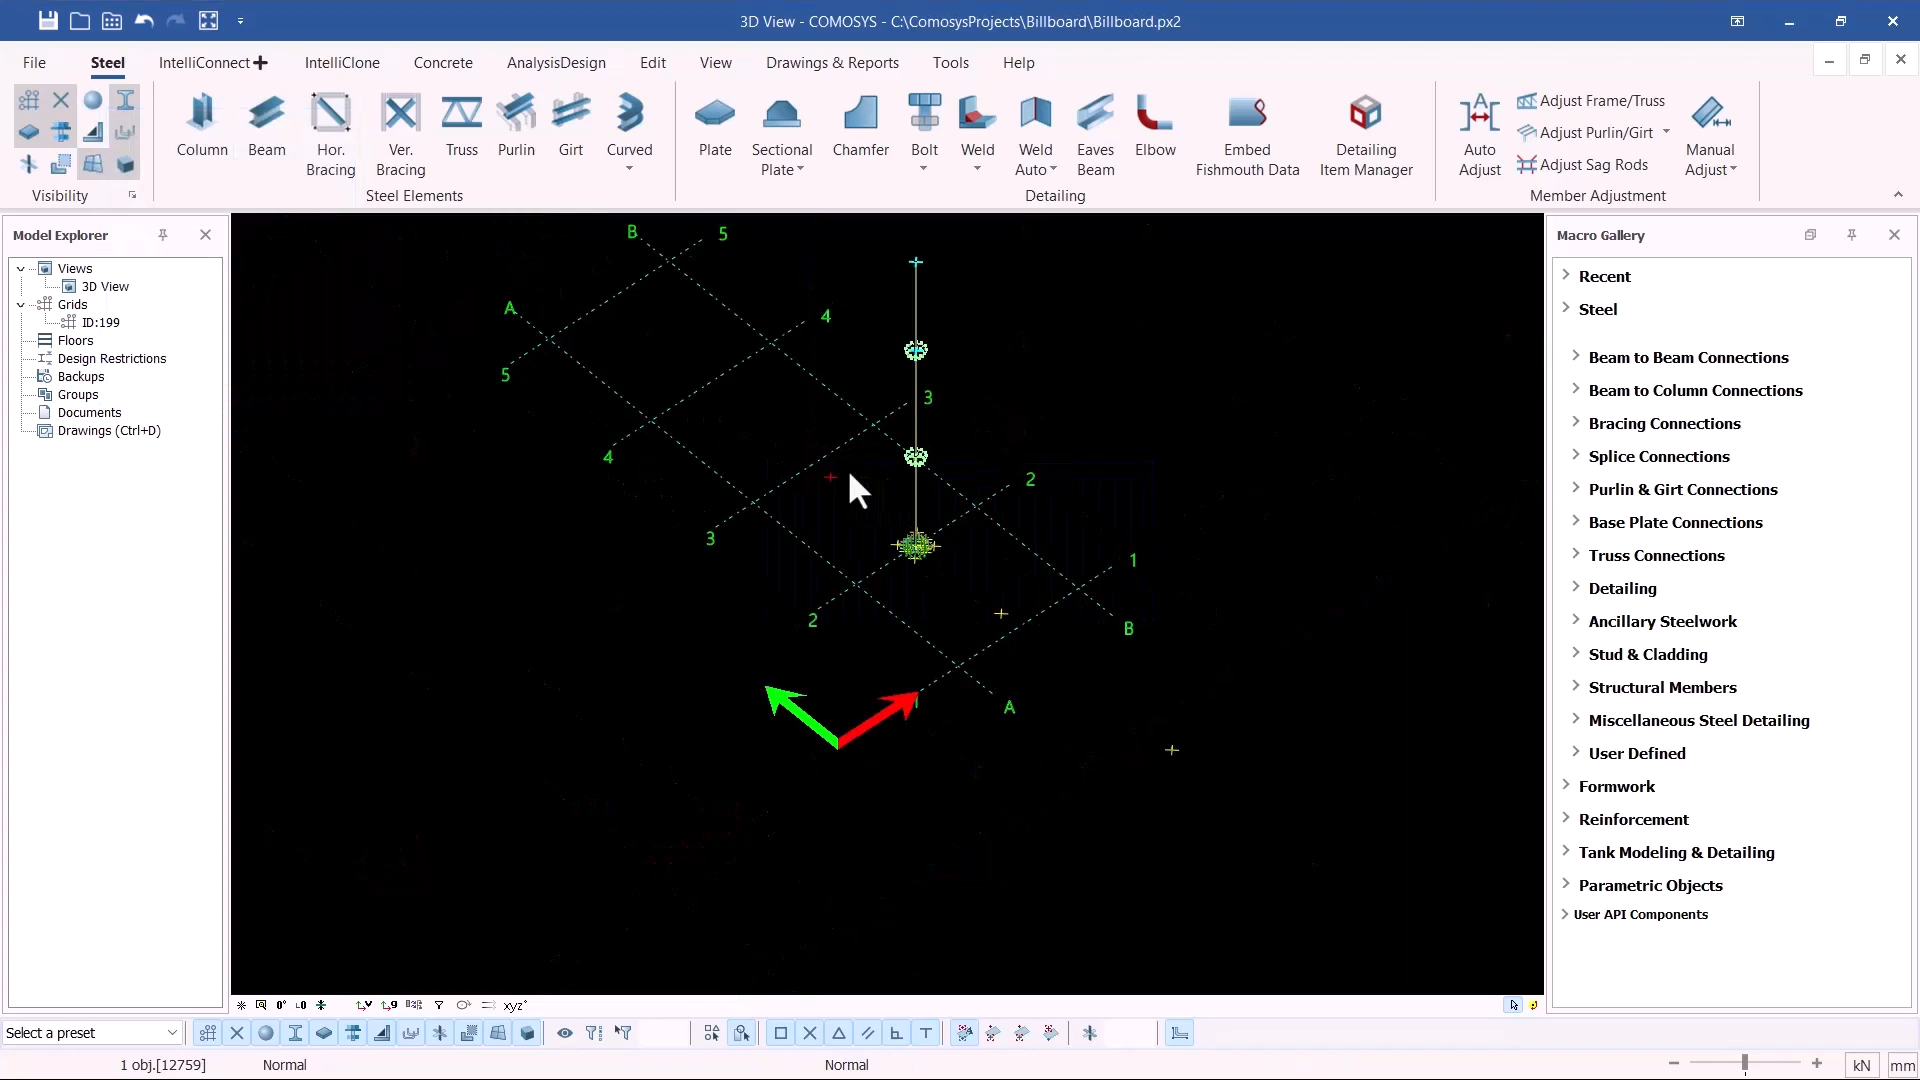 3D View - COMOSYS - C:\ComosysProjects\Billboard\Billboard.px2
File
Steel
IntelliConnect
IntelliClone
Concrete
AnalysisDesign
Edit
View
Drawings & Reports
Tools
Help
Column
Beam
Hor.
Bracing
Ver.
Bracing
Truss
Purlin
Girt
Curved
Plate
Sectional
Plate
Chamfer
Bolt
Weld
Weld
Auto
Eaves
Beam
Elbow
Embed
Fishmouth Data
Detailing
Item Manager
Auto
Adjust
Adjust Frame/Truss
Adjust Purlin/Girt
Adjust Sag Rods
Manual
Adjust
Visibility
Steel Elements
Detailing
Member Adjustment
Model Explorer
Views
3D View
Grids
ID:199
Floors
Design Restrictions
Backups
Groups
Documents
Drawings (Ctrl+D)
B
5
A
4
5
3
4
2
3
1
2
B
A
1
Macro Gallery
Recent
Steel
Beam to Beam Connections
Beam to Column Connections
Bracing Connections
Splice Connections
Purlin & Girt Connections
Base Plate Connections
Truss Connections
Detailing
Ancillary Steelwork
Stud & Cladding
Structural Members
Miscellaneous Steel Detailing
User Defined
Formwork
Reinforcement
Tank Modeling & Detailing
Parametric Objects
User API Components
xyz
Select a preset
1 obj.[12759]
Normal
Normal
kN
mm